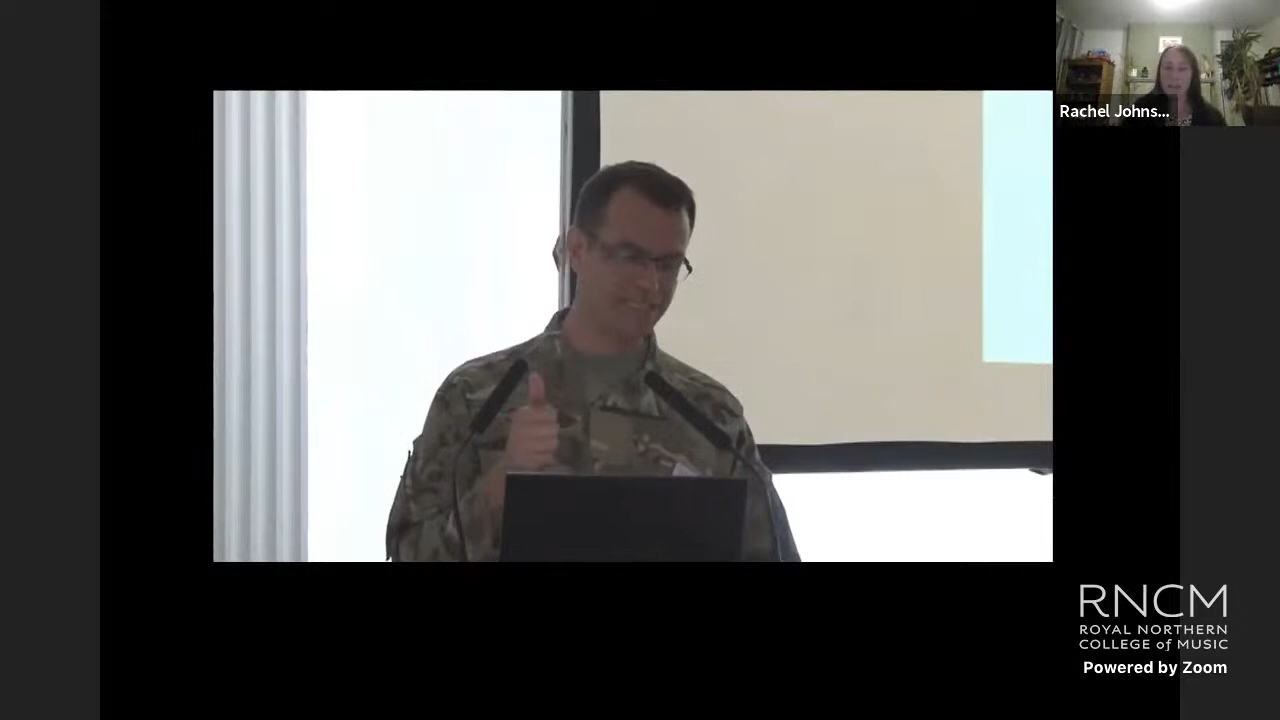 Rachel Johns...
RNCM
ROYAL NORTHERN
COLLEGE of MUSIC
Powered by Zoom